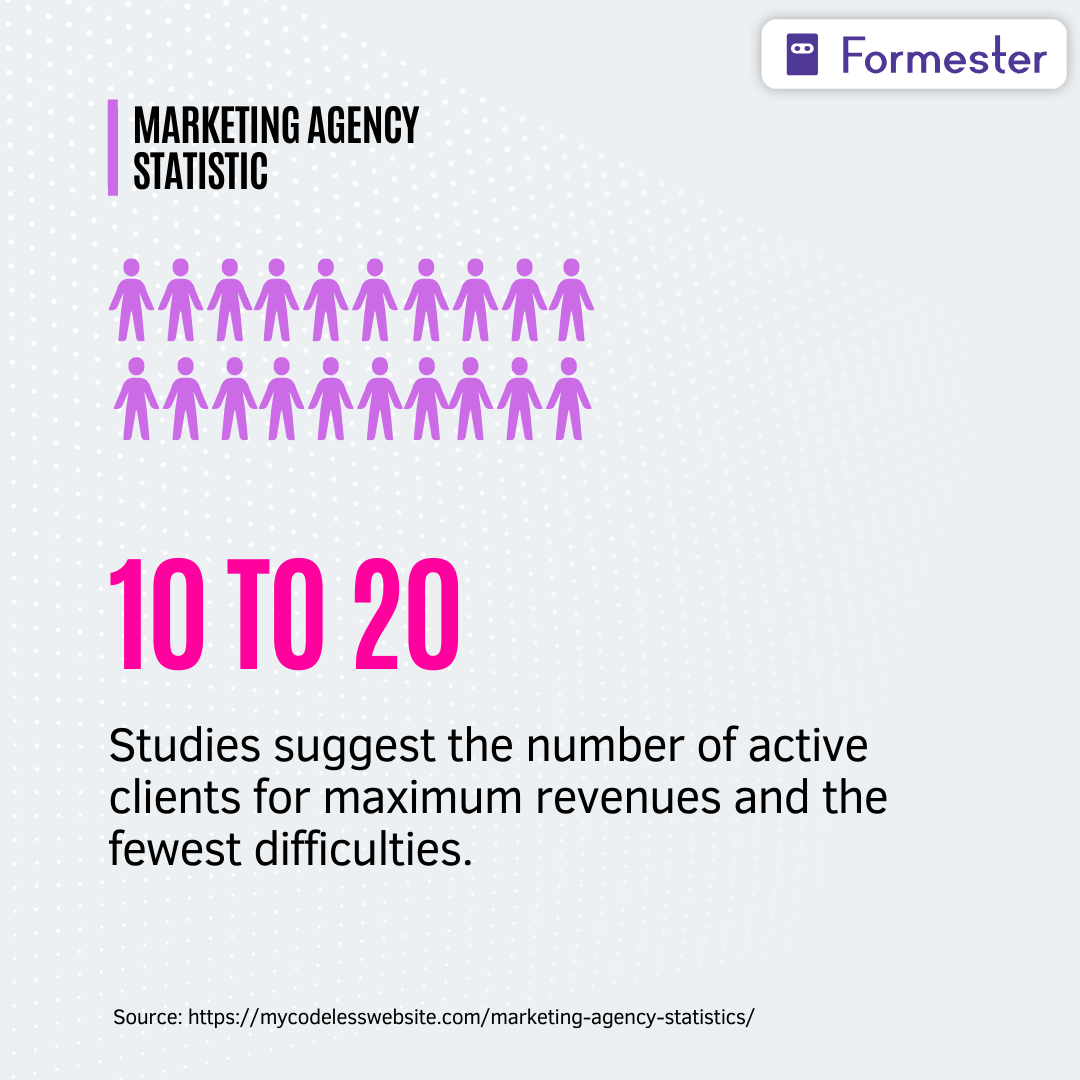 Formester
MARKETING AGENCY
STATISTIC
10 TO 20
Studies suggest the number of active
clients for maximum revenues and the
fewest difficulties.
Source: https://mycodelesswebsite.com/marketing-agency-statistics/